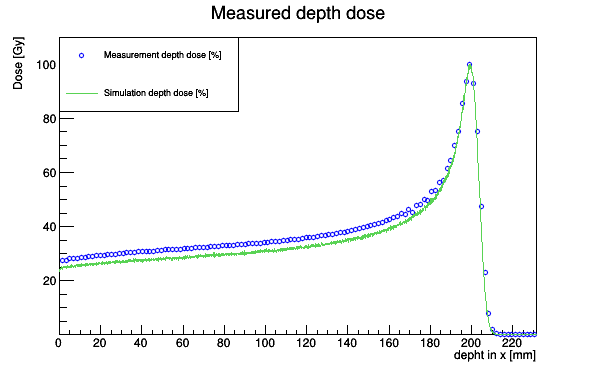 Measured depth dose
Dose [Gy]
Measurement depth dose [%]
Simulation depth dose [%]
100
80
60
40
20
0 20 40 60 80 100 120 140 160 180 200 220
depht in x [mm]